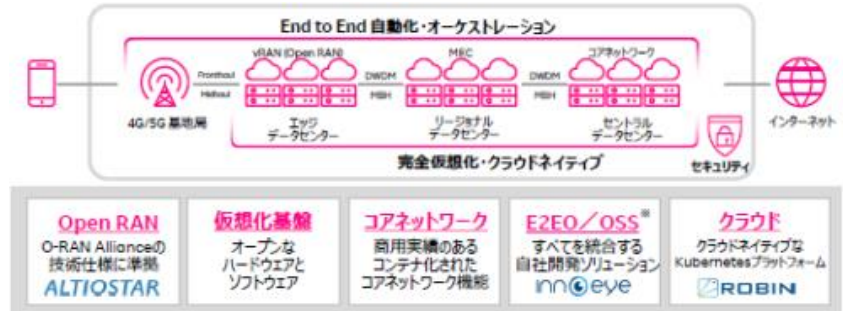 End to End 自動化・オーケストレーション
vRAN (Open RAN)
MEC
コアネットワーク
Fronthaul
Midhaul
DWDM
MBH
DWDM
MBH
4G/5G 基地局
エッジ
データセンター
リージョナル
データセンター
セントラル
データセンター
インターネット
完全仮想化・クラウドネイティブ
セキュリティ
Open RAN
O-RAN Allianceの
技術仕様に準拠
ALTIOSTAR
仮想化基盤
オープンな
ハードウェアと
ソフトウェア
コアネットワーク
商用実績のある
コンテナ化された
コアネットワーク機能
E2EO/OSS※
すべてを統合する
自社開発ソリューション
innoeye
クラウド
クラウドネイティブな
Kubernetesプラットフォーム
ROBIN